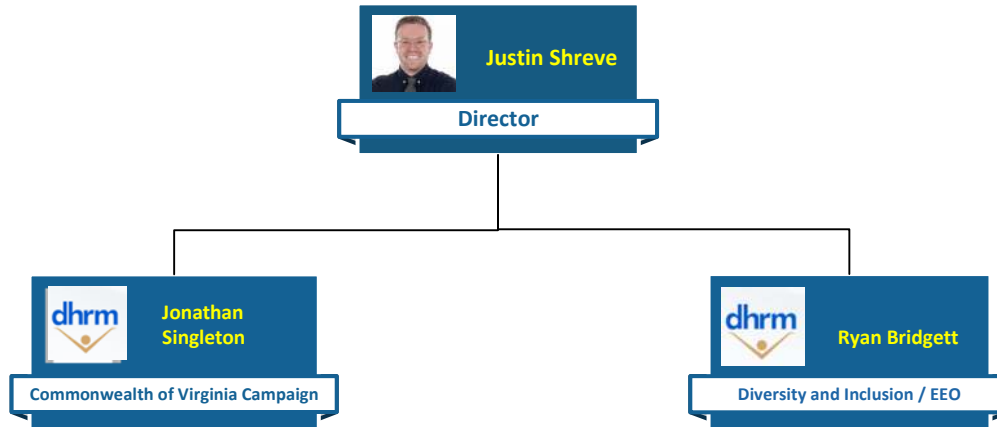 Justin Shreve
Director
dhrm
Jonathan
Singleton
Commonwealth of Virginia Campaign
dhrm
Ryan Bridgett
Diversity and Inclusion / EEO